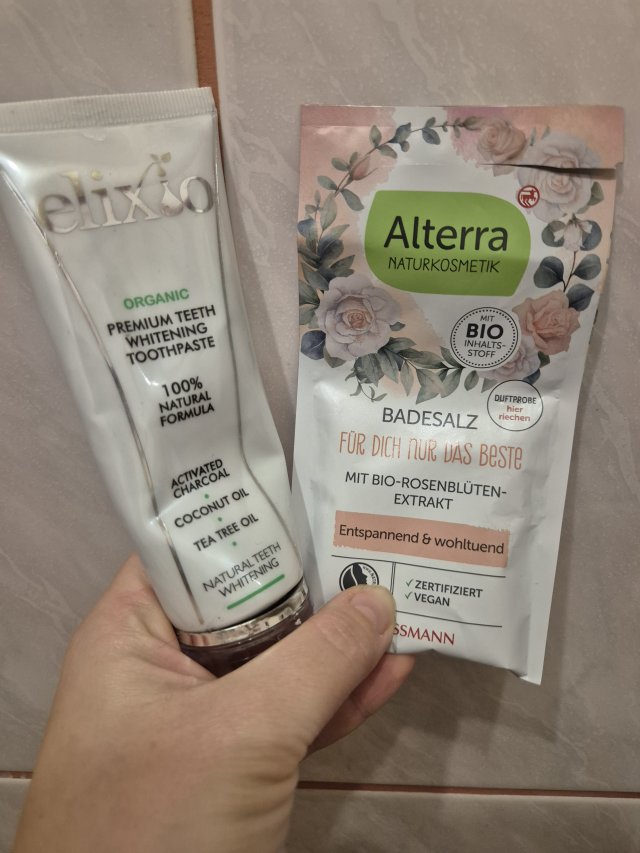 elixio
ORGANIC
PREMIUM TEETH
WHITENING
TOOTHPASTE
100%
NATURAL
FORMULA
ACTIVATED
CHARCOAL
COCONUT OIL
TEA TREE OIL
NATURAL TEETH
WHITENING
Alterra
NATURKOSMETIK
MIT
BIO
INHALTS-
STOFF
DUFTPROBE
hier
riechen
BADESALZ
FÜR DICH NUR DAS BESTE
MIT BIO-ROSENBLÜTEN-
EXTRAKT
Entspannend & wohltuend
✓ ZERTIFIZIERT
✓ VEGAN
SSMANN